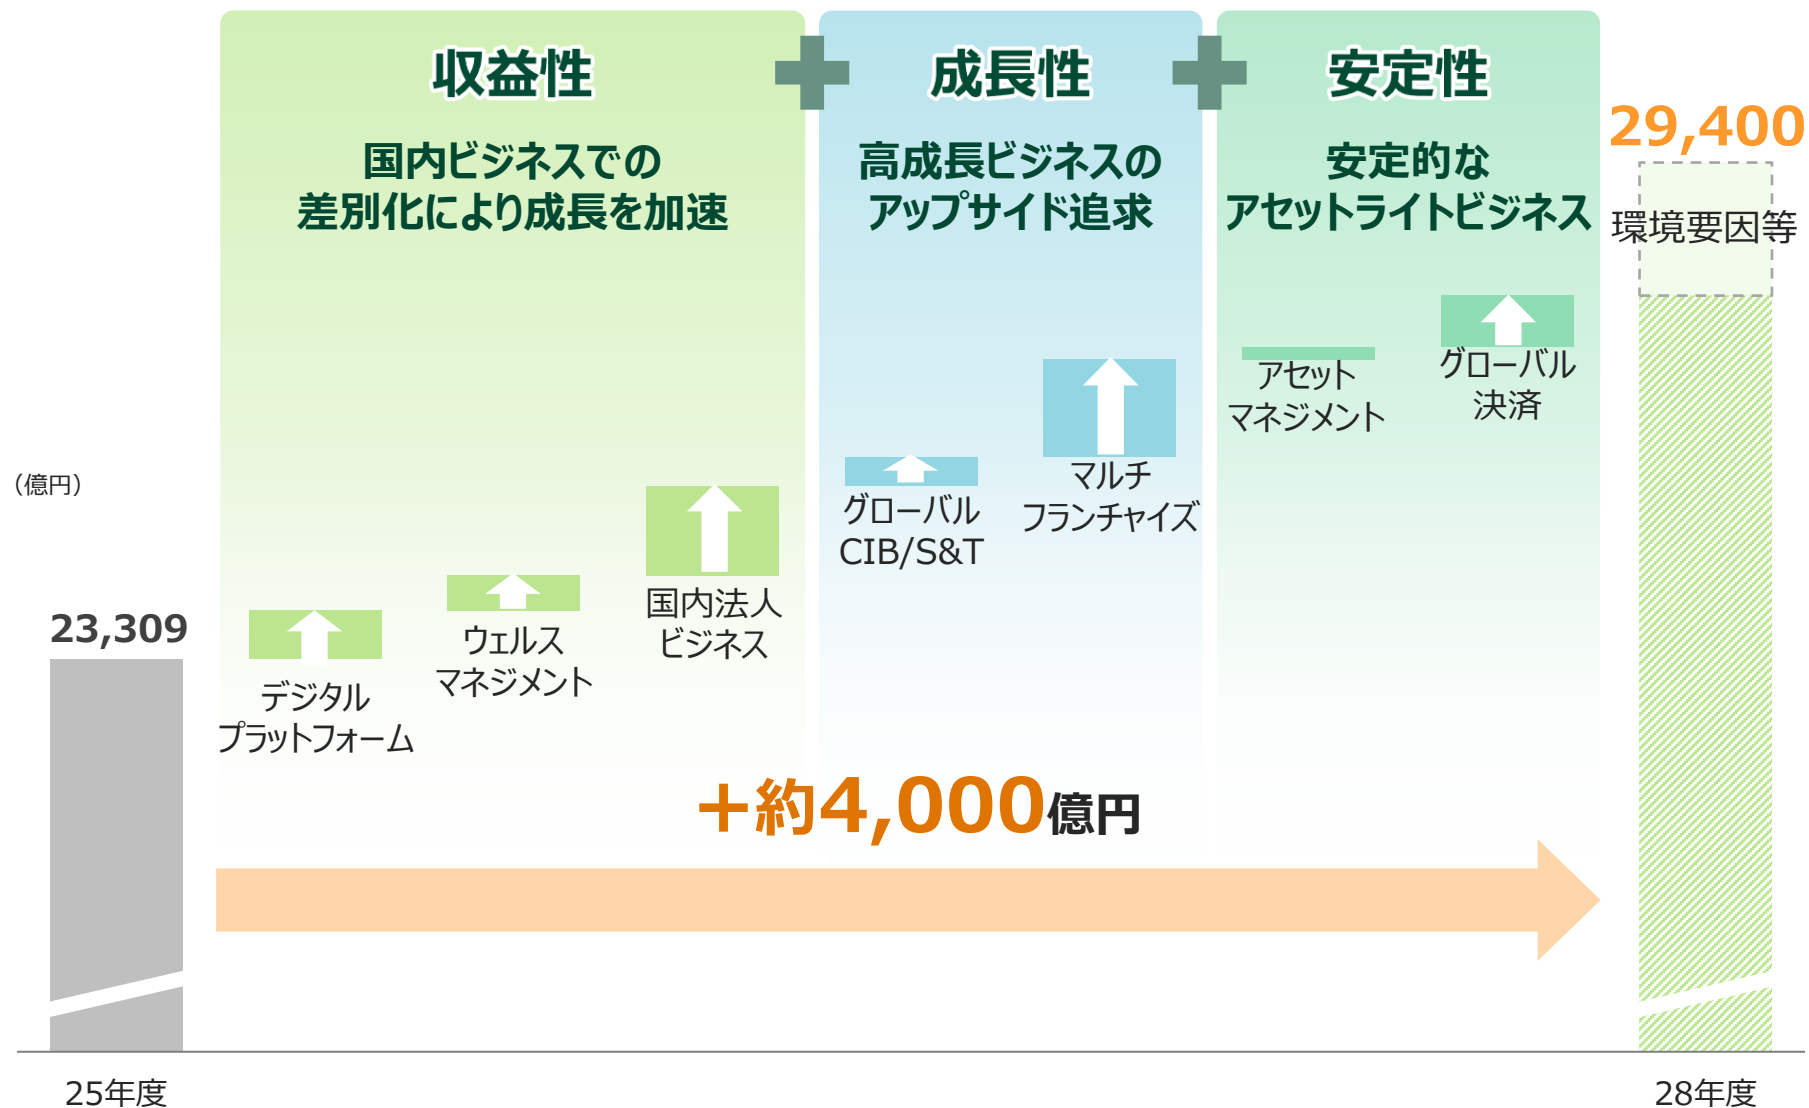 収益性
国内ビジネスでの
差別化により成長を加速
成長性
高成長ビジネスの
アップサイド追求
安定性
安定的な
アセットライトビジネス
29,400
環境要因等
(億円)
23,309
デジタル
プラットフォーム
ウェルス
マネジメント
国内法人
ビジネス
グローバル
CIB/S&T
マルチ
フランチャイズ
アセット
マネジメント
グローバル
決済
+約4,000億円
25年度
28年度